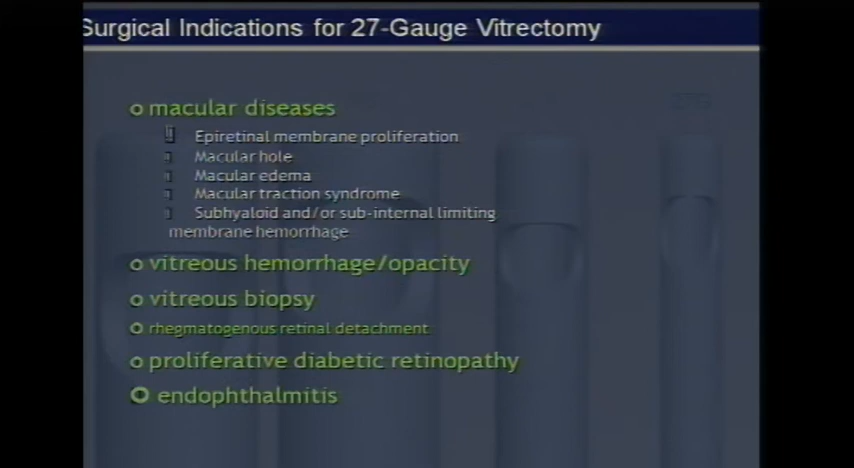 Surgical Indications for 27-Gauge Vitrectomy
macular diseases
Epiretinal membrane proliferation
Macular hole
Macular edema
Macular traction syndrome
Subhyaloid and/or sub-internal limiting
membrane hemorrhage
vitreous hemorrhage/opacity
vitreous biopsy
rhegmatogenous retinal detachment
proliferative diabetic retinopathy
endophthalmitis